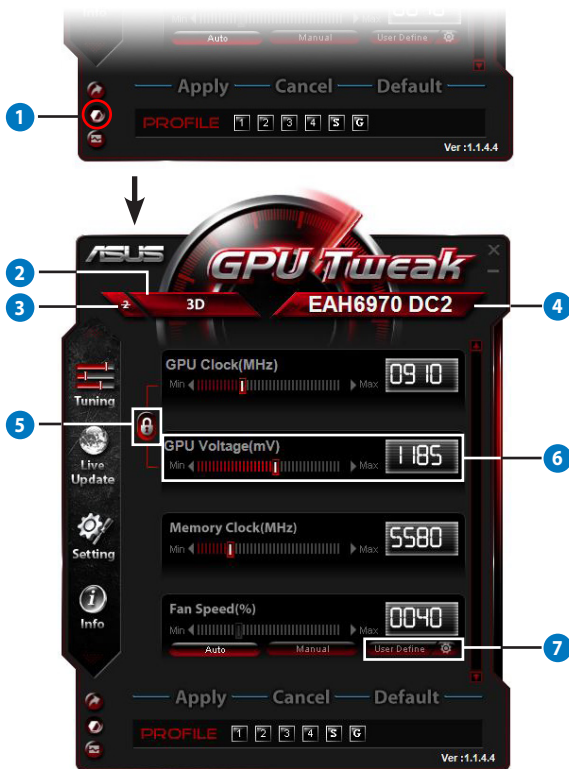 Min Max
Auto Manual User Define
Apply Cancel Default
1
PROFILE 1 2 3 4 S G
Ver :1.1.4.4
ASUS
GPU Tweak
2
3
2 3D EAH6970 DC2
4
GPU Clock(MHz)
Min Max 0910
Tuning
5
GPU Voltage(mV)
Min Max 1185
6
Live
Update
Memory Clock(MHz)
Min Max 5580
Setting
Fan Speed(%)
Min Max 0040
Info
Auto Manual User Define
7
Apply Cancel Default
PROFILE 1 2 3 4 S G
Ver :1.1.4.4